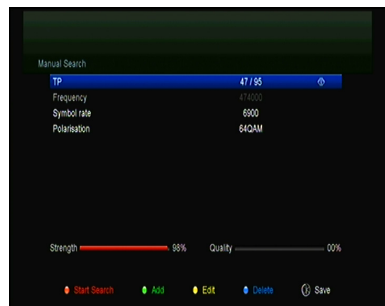 Manual Search
TP 47 / 95
Frequency 474000
Symbol rate 6900
Polarisation 64QAM
Strength 98% Quality 00%
Start Search Add Edit Delete Save